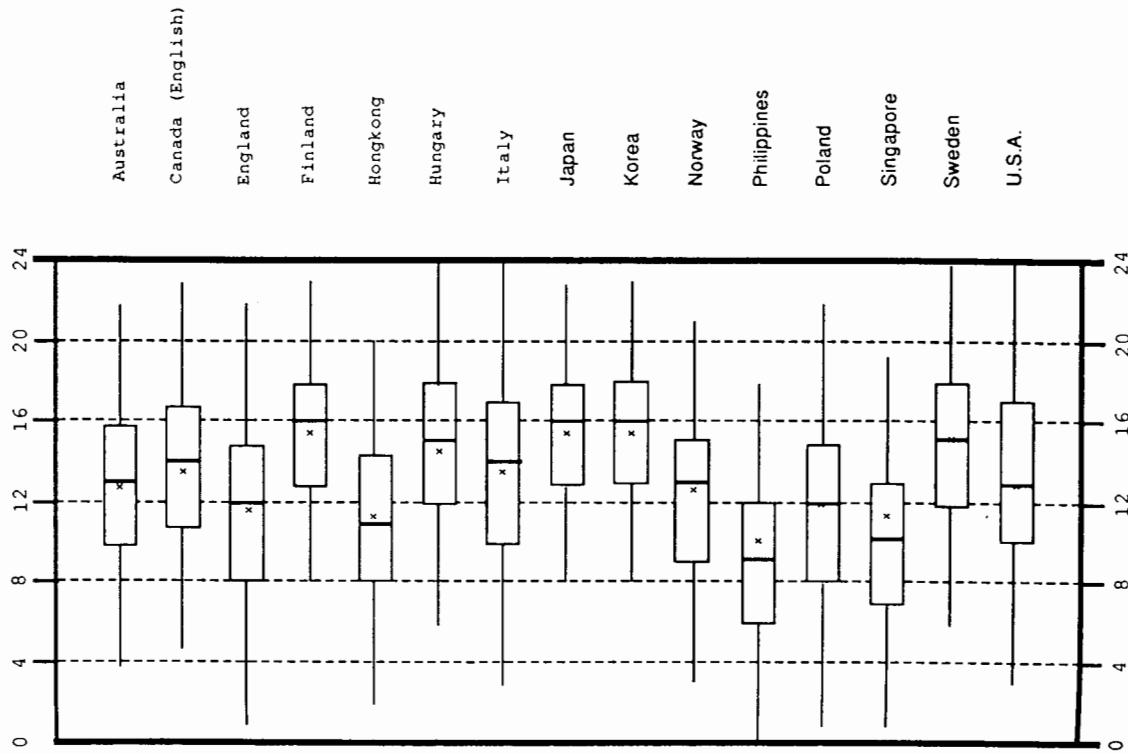 Australia
Canada (English)
England
Finland
Hongkong
Hungary
Italy
Japan
Korea
Norway
Philippines
Poland
Singapore
Sweden
U.S.A.
24
20
16
12
8
4
0
24
20
16
12
8
4
0